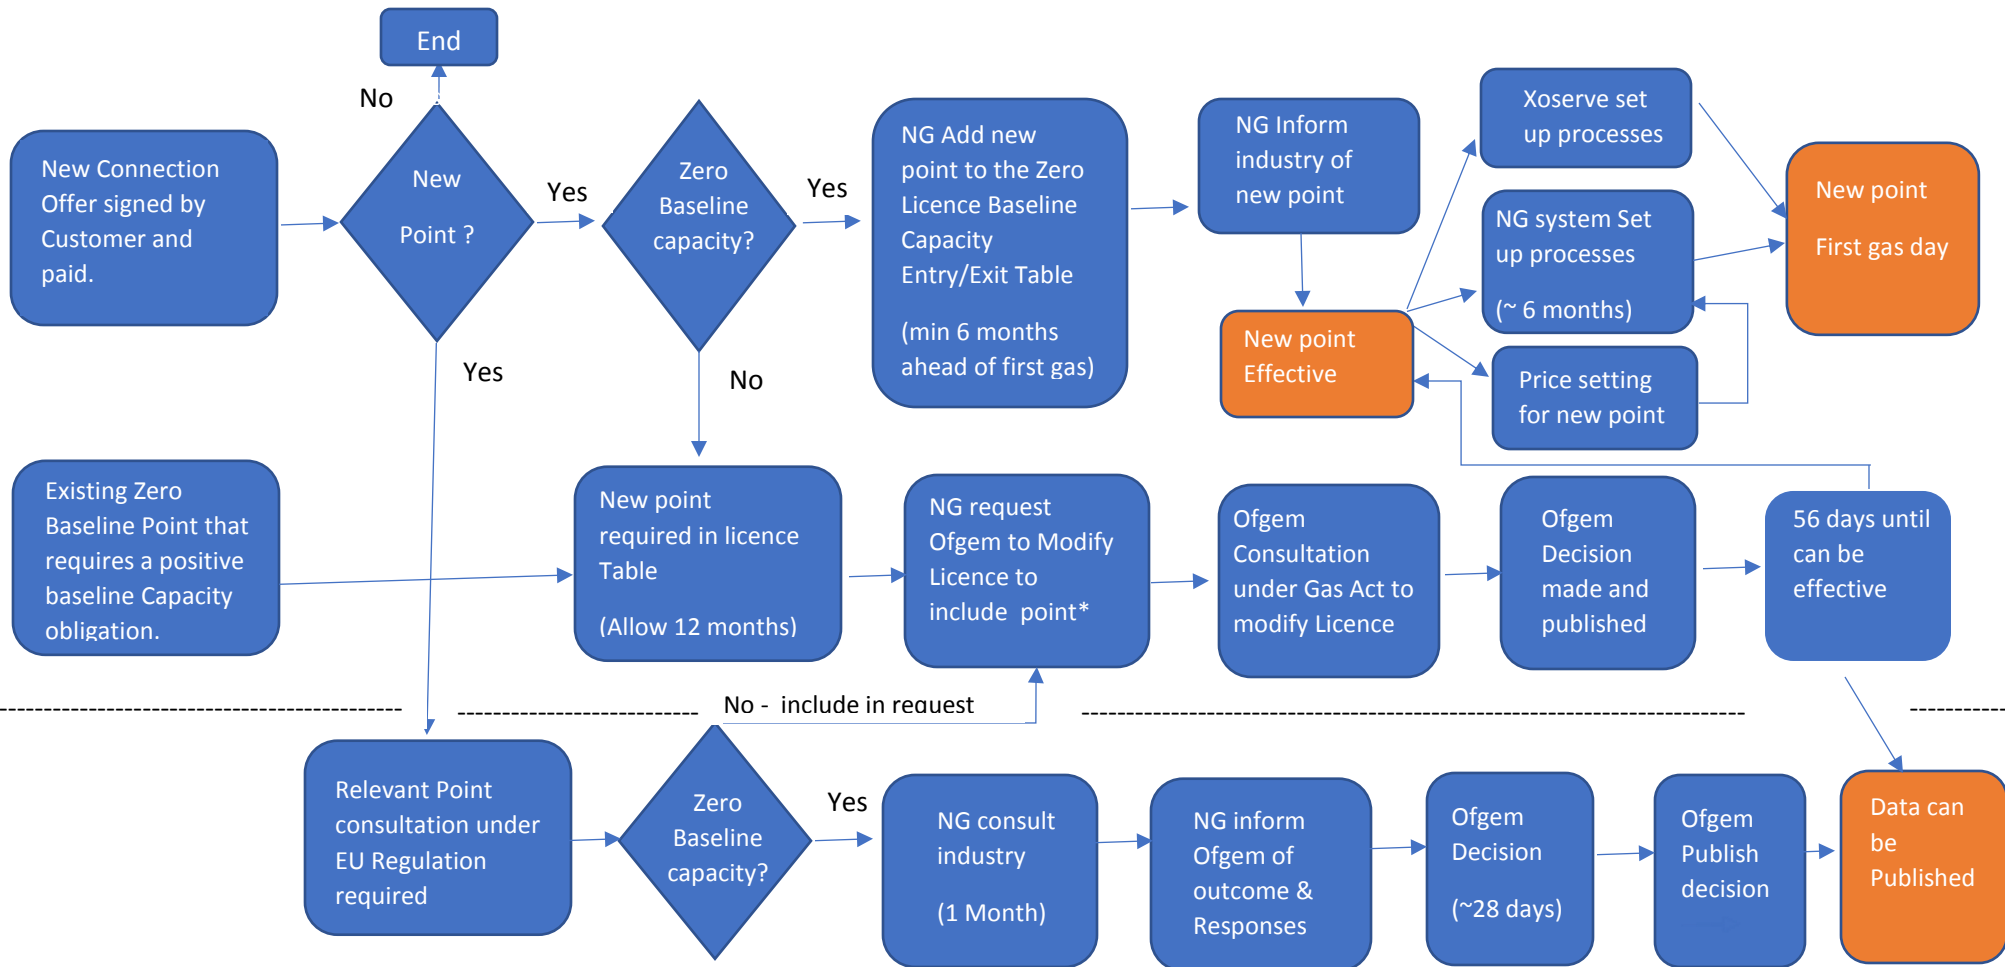 End
No
New Connection
Offer signed by
Customer and
paid.
New
Point ?
Yes
Yes
Zero
Baseline
capacity?
Yes
No
NG Add new
point to the Zero
Licence Baseline
Capacity
Entry/Exit Table
(min 6 months
ahead of first gas)
NG Inform
industry of
new point
New point
Effective
Xoserve set
up processes
NG system Set
up processes
(~ 6 months)
Price setting
for new point
New point
First gas day
Existing Zero
Baseline Point that
requires a positive
baseline Capacity
obligation.
New point
required in licence
Table
(Allow 12 months)
NG request
Ofgem to Modify
Licence to
include  point*
Ofgem
Consultation
under Gas Act to
modify Licence
Ofgem
Decision
made and
published
56 days until
can be
effective
No -  include in request
Relevant Point
consultation under
EU Regulation
required
Zero
Baseline
capacity?
Yes
NG consult
industry
(1 Month)
NG inform
Ofgem of
outcome &
Responses
Ofgem
Decision
(~28 days)
Ofgem
Publish
decision
Data can
be
Published